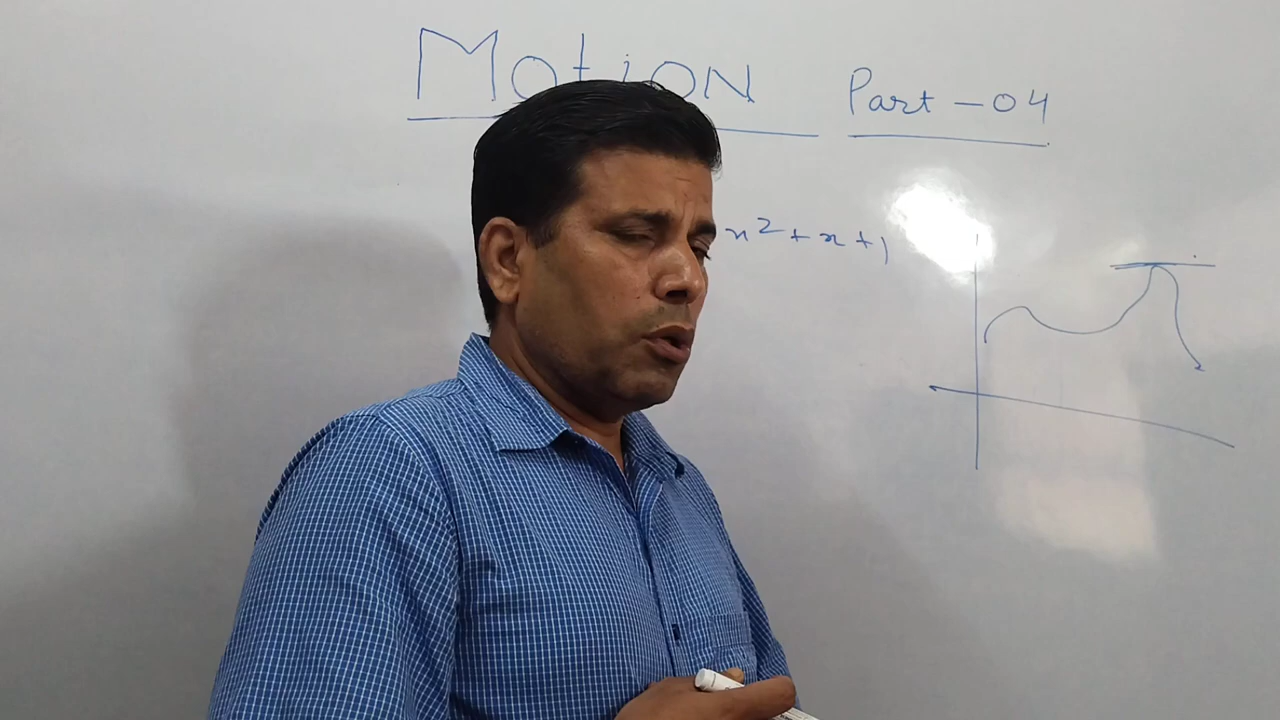 Motion Part - 04
x² + x + 1